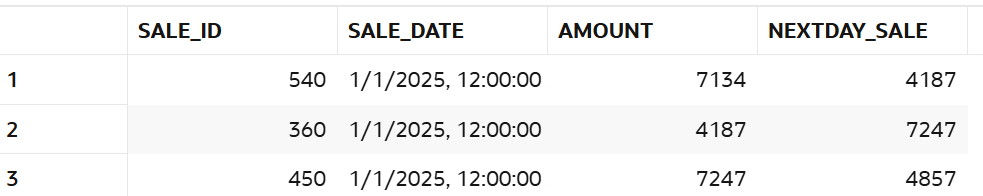 SALE_ID SALE_DATE AMOUNT NEXTDAY_SALE
1 540 1/1/2025, 12:00:00 7134 4187
2 360 1/1/2025, 12:00:00 4187 7247
3 450 1/1/2025, 12:00:00 7247 4857